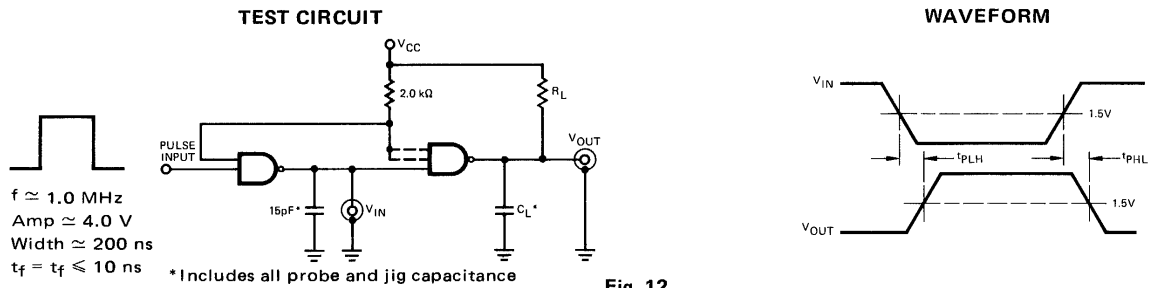 TEST CIRCUIT
WAVEFORM
VCC
2.0 kΩ
RL
VOUT
PULSE
INPUT
15pF*
VIN
CL*
f ≃ 1.0 MHz
Amp ≃ 4.0 V
Width ≃ 200 ns
tf = tf ≤ 10 ns
*Includes all probe and jig capacitance
Fig. 12
VIN
1.5V
tPLH
tPHL
1.5V
VOUT